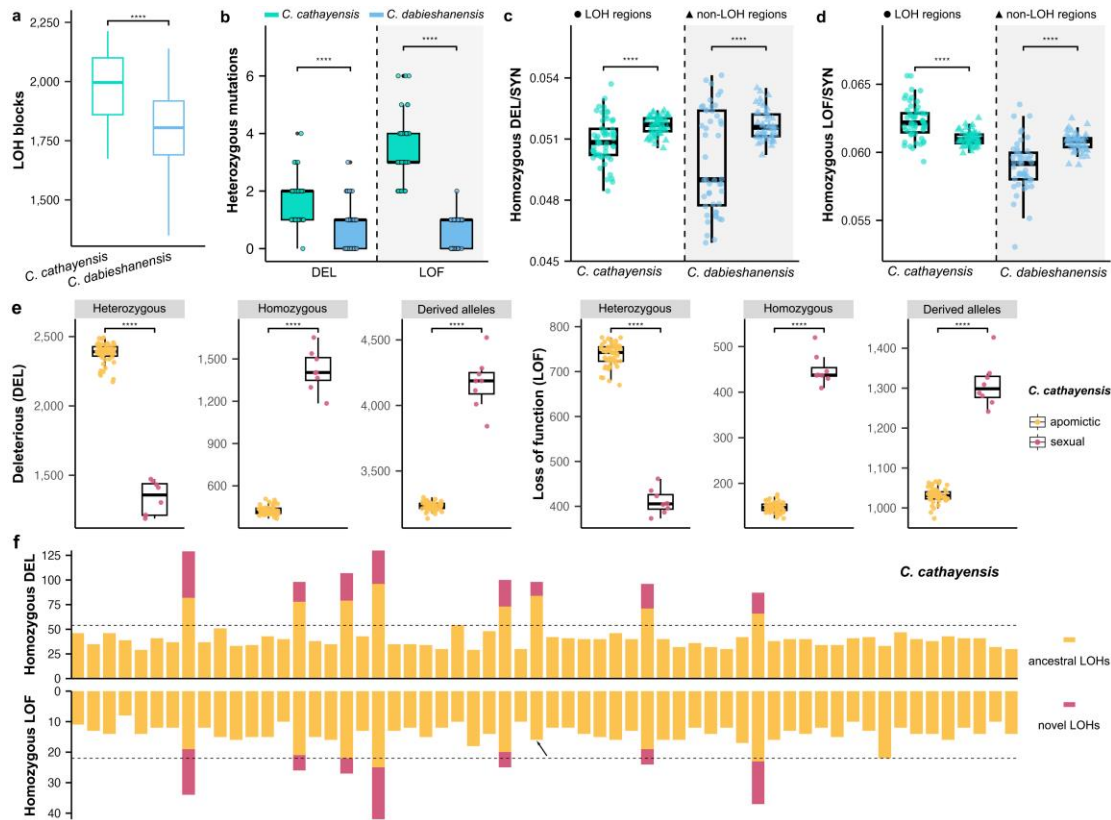 a
LOH blocks
2,250
2,000
1,750
1,500
****
C. cathayensis
C. dabieshanensis
b
C. cathayensis
C. dabieshanensis
Heterozygous mutations
6
4
2
0
****
****
DEL
LOF
c
LOH regions
non-LOH regions
Homozygous DEL/SYN
0.054
0.051
0.048
0.045
****
****
C. cathayensis
C. dabieshanensis
d
LOH regions
non-LOH regions
Homozygous LOF/SYN
0.065
0.060
0.055
****
****
C. cathayensis
C. dabieshanensis
e
Deleterious (DEL)
Heterozygous
****
2,500
1,500
Homozygous
****
1,500
1,200
900
600
Derived alleles
****
4,500
4,000
3,500
Loss of function (LOF)
Heterozygous
****
800
700
600
500
400
Homozygous
****
500
400
300
200
Derived alleles
****
1,400
1,300
1,200
1,100
1,000
C. cathayensis
apomictic
sexual
f
C. cathayensis
Homozygous DEL
125
100
75
50
25
0
Homozygous LOF
0
10
20
30
40
ancestral LOHs
novel LOHs